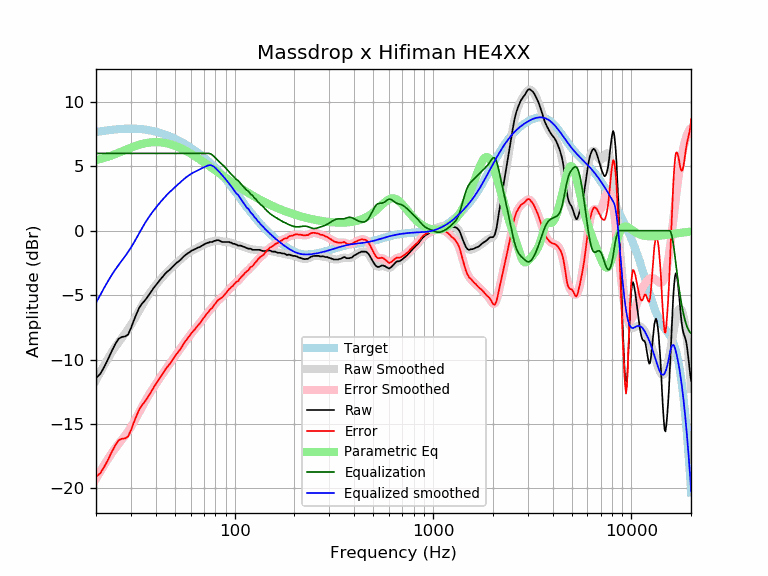 Massdrop x Hifiman HE4XX
Amplitude (dBr)
10
5
0
−5
−10
−15
−20
Target
Raw Smoothed
Error Smoothed
Raw
Error
Parametric Eq
Equalization
Equalized smoothed
100
1000
10000
Frequency (Hz)